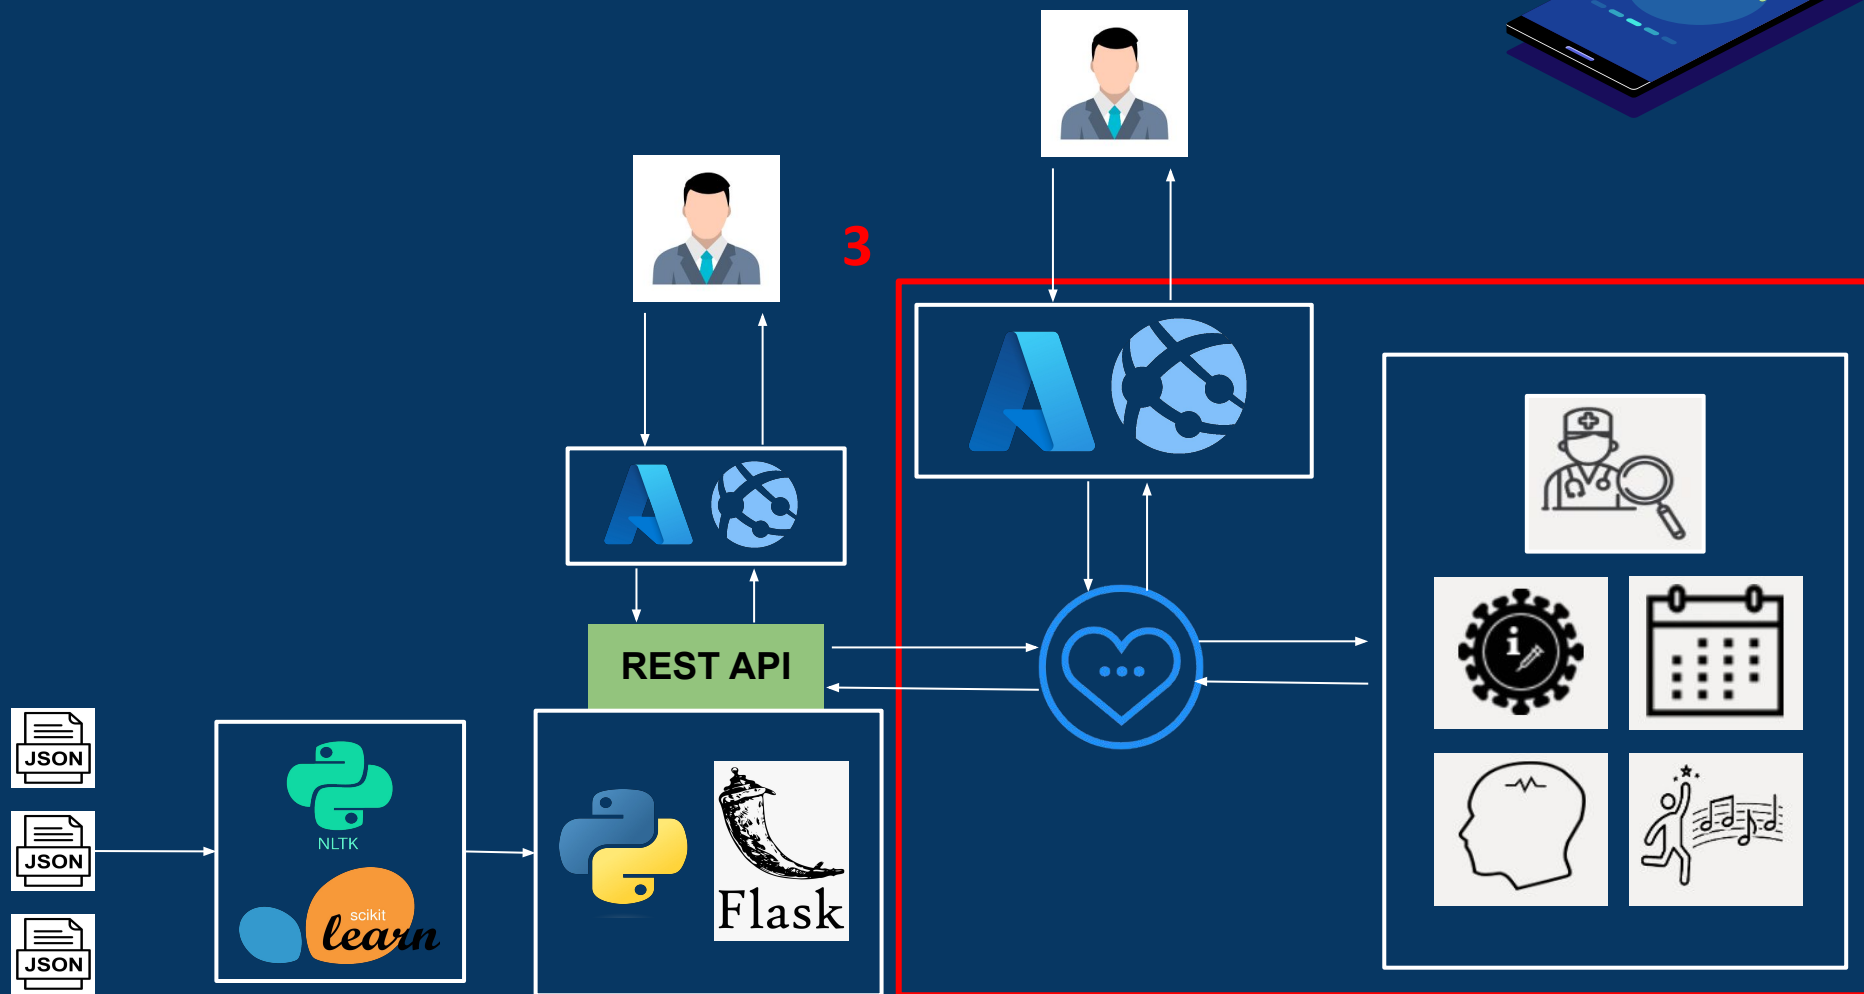 3
REST API
JSON
JSON
JSON
NLTK
scikit
learn
i
Flask